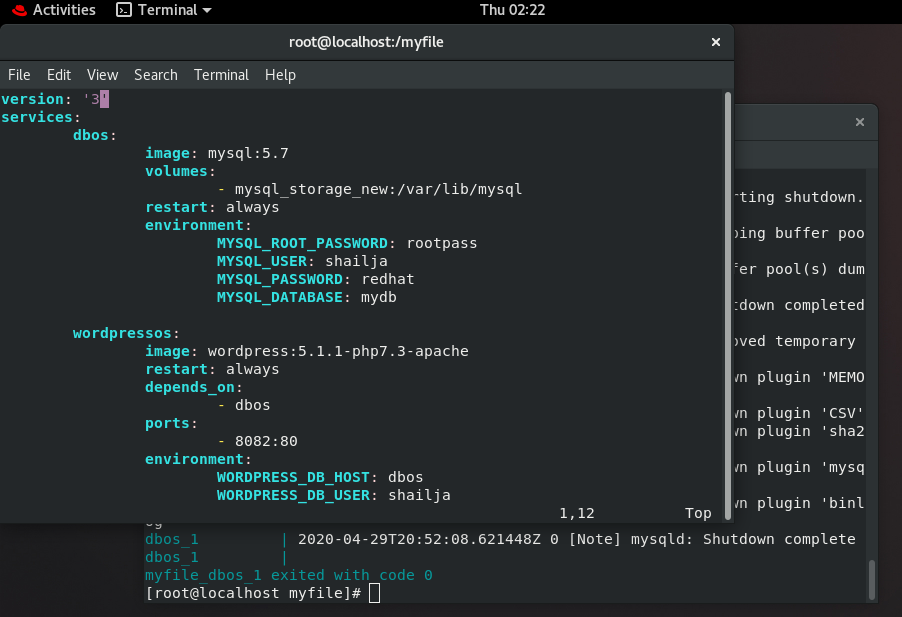 Activities Terminal Thu 02:22
root@localhost:/myfile
File Edit View Search Terminal Help
version: '3'
services:
dbos:
image: mysql:5.7
volumes:
- mysql_storage_new:/var/lib/mysql
restart: always
environment:
MYSQL_ROOT_PASSWORD: rootpass
MYSQL_USER: shailja
MYSQL_PASSWORD: redhat
MYSQL_DATABASE: mydb
wordpressos:
image: wordpress:5.1.1-php7.3-apache
restart: always
depends_on:
- dbos
ports:
- 8082:80
environment:
WORDPRESS_DB_HOST: dbos
WORDPRESS_DB_USER: shailja
1,12 Top
rting shutdown.
ping buffer poo
fer pool(s) dum
tdown completed
oved temporary
wn plugin 'MEMO
wn plugin 'CSV'
wn plugin 'sha2
wn plugin 'mysq
wn plugin 'binl
og
dbos_1 | 2020-04-29T20:52:08.621448Z 0 [Note] mysqld: Shutdown complete
dbos_1 |
myfile_dbos_1 exited with code 0
[root@localhost myfile]#